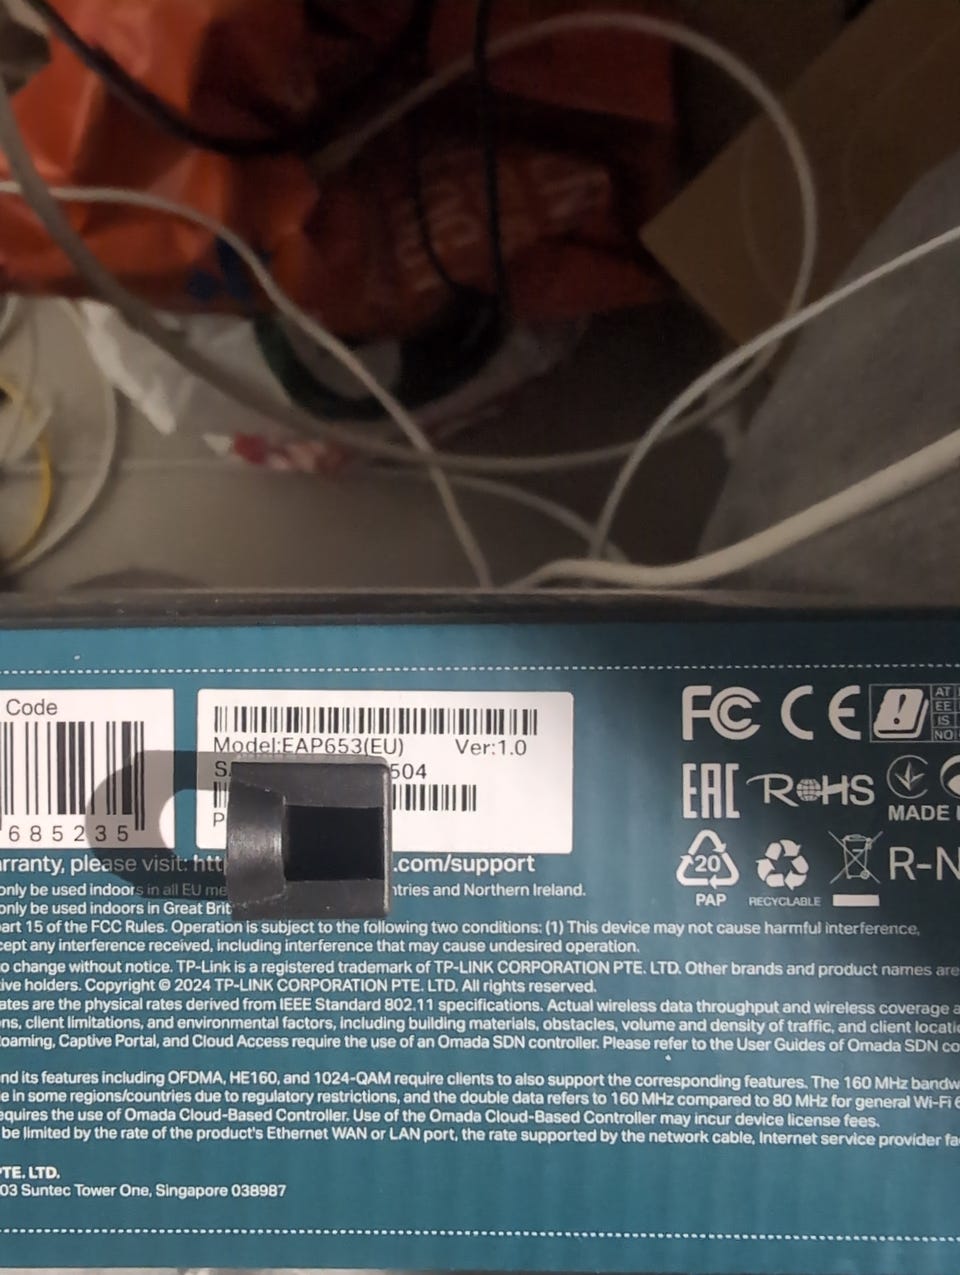 Code
685235
Model:EAP653(EU) Ver:1.0
S 504
P
arranty, please visit: htt .com/support
only be used indoors in all EU me ntries and Northern Ireland.
only be used indoors in Great Brit
art 15 of the FCC Rules. Operation is subject to the following two conditions: (1) This device may not cause harmful interference,
cept any interference received, including interference that may cause undesired operation.
o change without notice. TP-Link is a registered trademark of TP-LINK CORPORATION PTE. LTD. Other brands and product names are
ive holders. Copyright © 2024 TP-LINK CORPORATION PTE. LTD. All rights reserved.
ates are the physical rates derived from IEEE Standard 802.11 specifications. Actual wireless data throughput and wireless coverage a
ns, client limitations, and environmental factors, including building materials, obstacles, volume and density of traffic, and client locatio
oaming, Captive Portal, and Cloud Access require the use of an Omada SDN controller. Please refer to the User Guides of Omada SDN co
nd its features including OFDMA, HE160, and 1024-QAM require clients to also support the corresponding features. The 160 MHz bandw
e in some regions/countries due to regulatory restrictions, and the double data refers to 160 MHz compared to 80 MHz for general Wi-Fi 6
equires the use of Omada Cloud-Based Controller. Use of the Omada Cloud-Based Controller may incur device license fees.
be limited by the rate of the product's Ethernet WAN or LAN port, the rate supported by the network cable, Internet service provider fa
TE. LTD.
03 Suntec Tower One, Singapore 038987
FC CE
AT
EE
IS
NO
EAC RoHS
MADE
20
PAP
RECYCLABLE
R-N